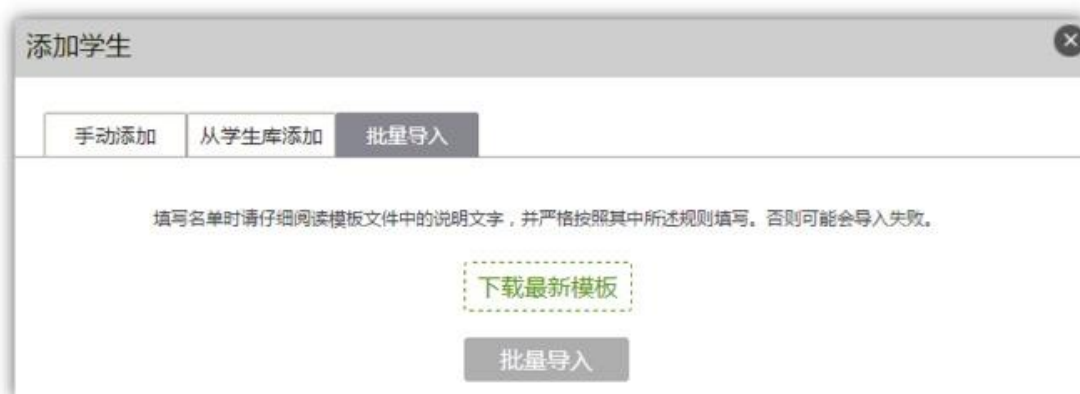 添加学生
手动添加 从学生库添加 批量导入
填写名单时请仔细阅读模板文件中的说明文字，并严格按照其中所述规则填写。否则可能会导入失败。
下载最新模板
批量导入